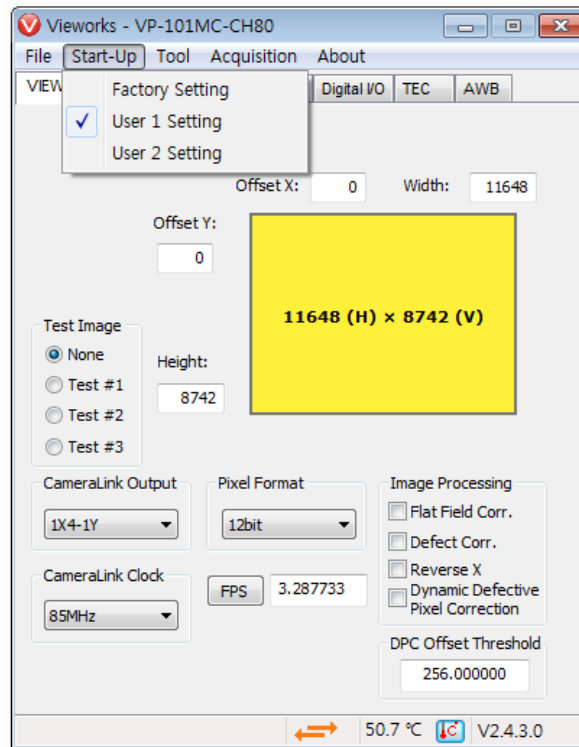 Vieworks - VP-101MC-CH80
File Start-Up Tool Acquisition About
VIEW Digital I/O TEC AWB
Factory Setting
User 1 Setting
User 2 Setting
Offset X: 0 Width: 11648
Offset Y:
0
11648 (H) × 8742 (V)
Test Image
None
Test #1
Test #2
Test #3
Height:
8742
CameraLink Output
1X4-1Y
Pixel Format
12bit
Image Processing
Flat Field Corr.
Defect Corr.
Reverse X
Dynamic Defective
Pixel Correction
CameraLink Clock
85MHz
FPS 3.287733
DPC Offset Threshold
256.000000
50.7 ℃ V2.4.3.0